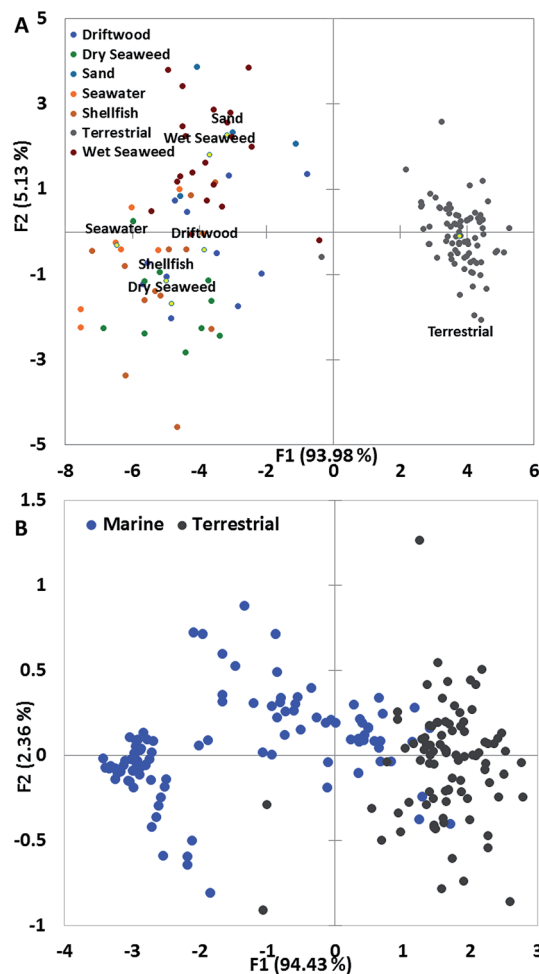 A
5
Driftwood
Dry Seaweed
Sand
Seawater
Shellfish
Terrestrial
Wet Seaweed
3
1
-1
-3
-5
F2 (5.13 %)
Sand
Wet Seaweed
Seawater
Driftwood
Shellfish
Dry Seaweed
Terrestrial
-8 -6 -4 -2 0 2 4 6
F1 (93.98 %)
B
1.5
Marine Terrestrial
1
0.5
0.0
-0.5
-1
F2 (2.36 %)
-4 -3 -2 -1 0 1 2 3
F1 (94.43 %)